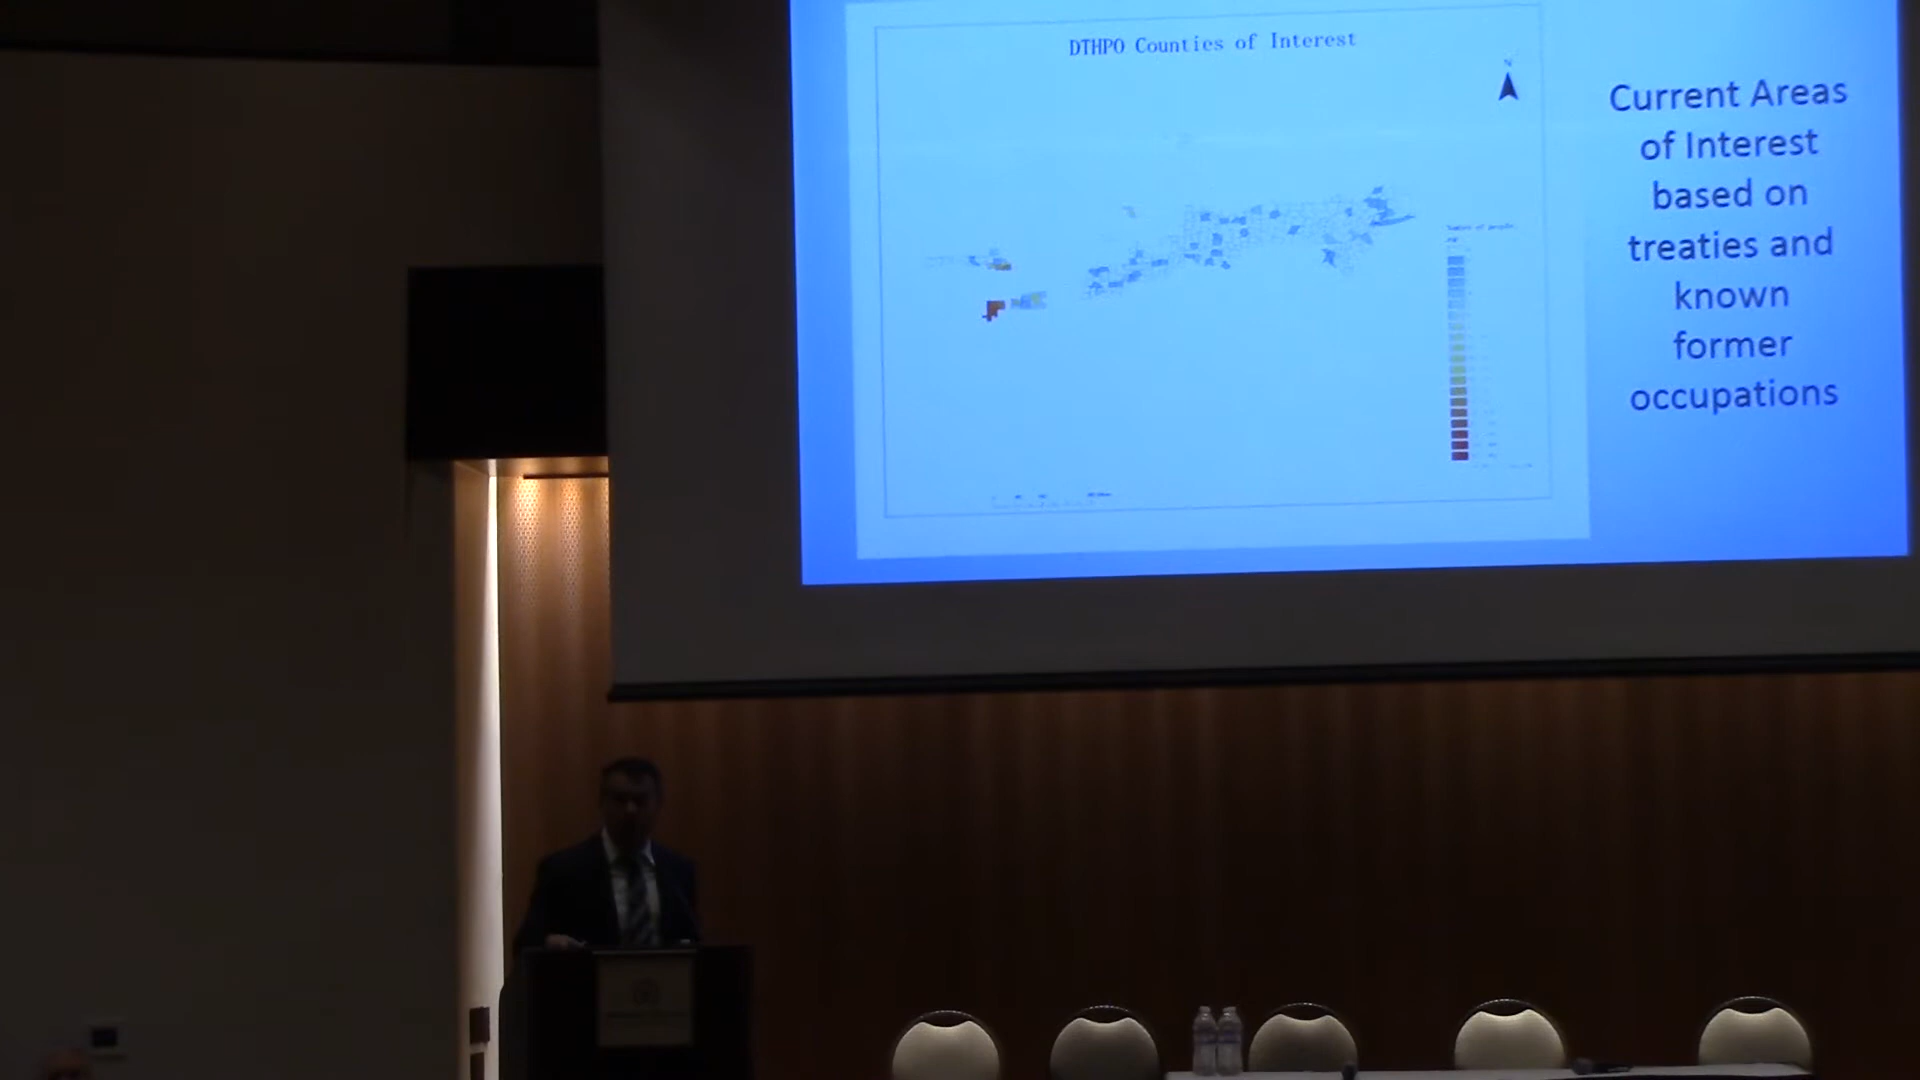 DTHPO Counties of Interest
N
Current Areas
of Interest
based on
treaties and
known
former
occupations